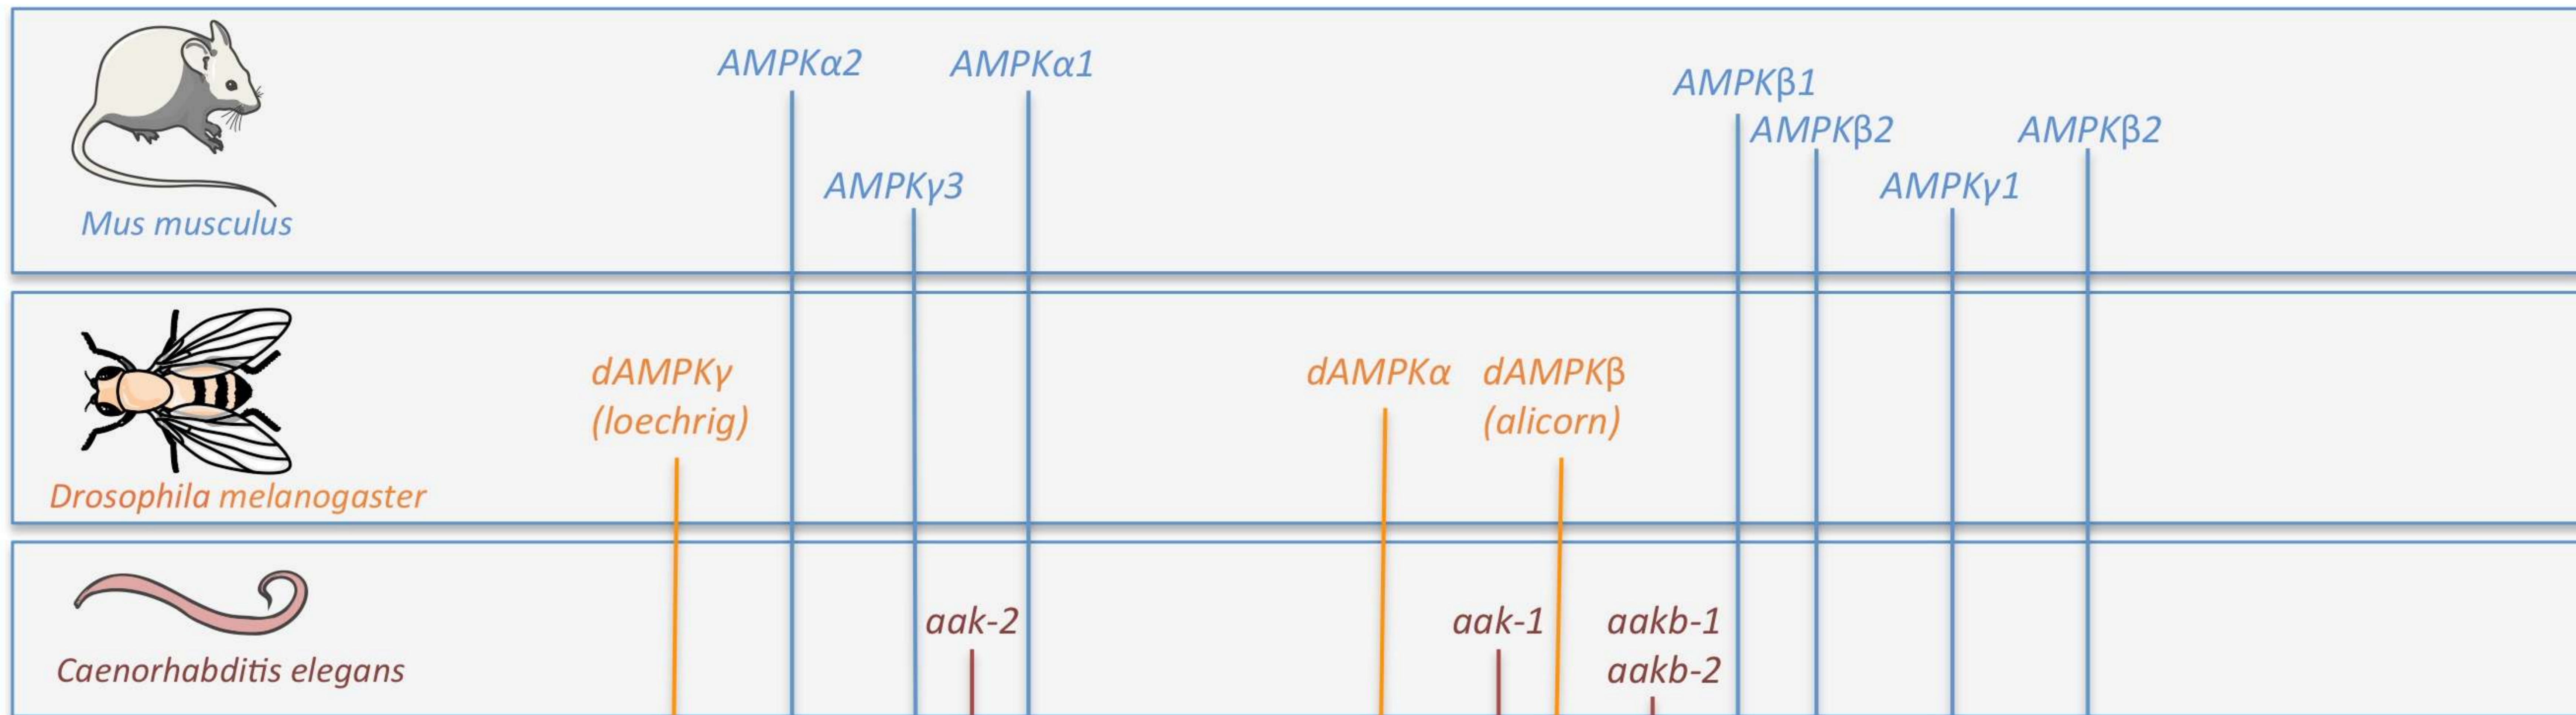 AMPKα2
AMPKα1
AMPKβ1
AMPKβ2
AMPKβ2
AMPKγ3
AMPKγ1
Mus musculus
dAMPKγ
(loechrig)
dAMPKα
dAMPKβ
(alicorn)
Drosophila melanogaster
aak-2
aak-1
aakb-1
aakb-2
Caenorhabditis elegans